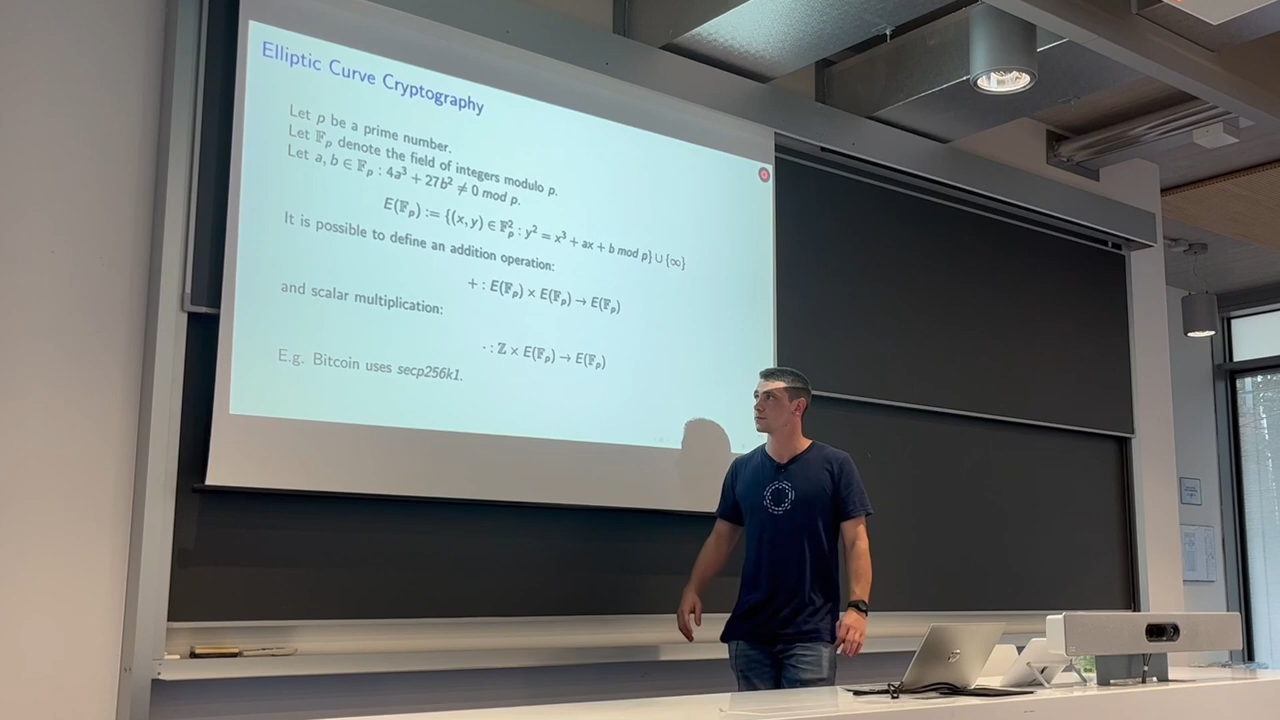 Elliptic Curve Cryptography
Let p be a prime number.
Let 𝔽ₚ denote the field of integers modulo p.
Let a, b ∈ 𝔽ₚ : 4a³ + 27b² ≠ 0 mod p.
E(𝔽ₚ) := {(x, y) ∈ 𝔽ₚ² : y² = x³ + ax + b mod p} ∪ {∞}
It is possible to define an addition operation:
+ : E(𝔽ₚ) × E(𝔽ₚ) → E(𝔽ₚ)
and scalar multiplication:
· : ℤ × E(𝔽ₚ) → E(𝔽ₚ)
E.g. Bitcoin uses secp256k1.